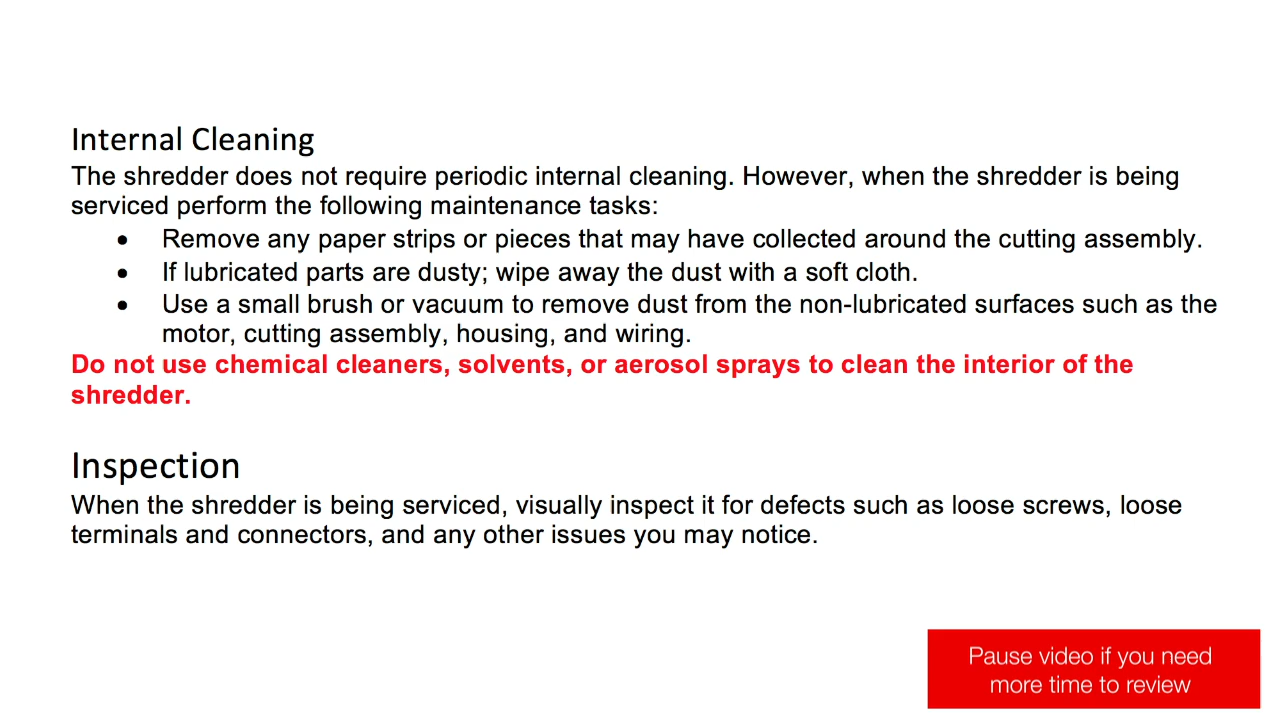 Internal Cleaning
The shredder does not require periodic internal cleaning. However, when the shredder is being
serviced perform the following maintenance tasks:
• Remove any paper strips or pieces that may have collected around the cutting assembly.
• If lubricated parts are dusty; wipe away the dust with a soft cloth.
• Use a small brush or vacuum to remove dust from the non-lubricated surfaces such as the
motor, cutting assembly, housing, and wiring.
Do not use chemical cleaners, solvents, or aerosol sprays to clean the interior of the
shredder.
Inspection
When the shredder is being serviced, visually inspect it for defects such as loose screws, loose
terminals and connectors, and any other issues you may notice.
Pause video if you need
more time to review